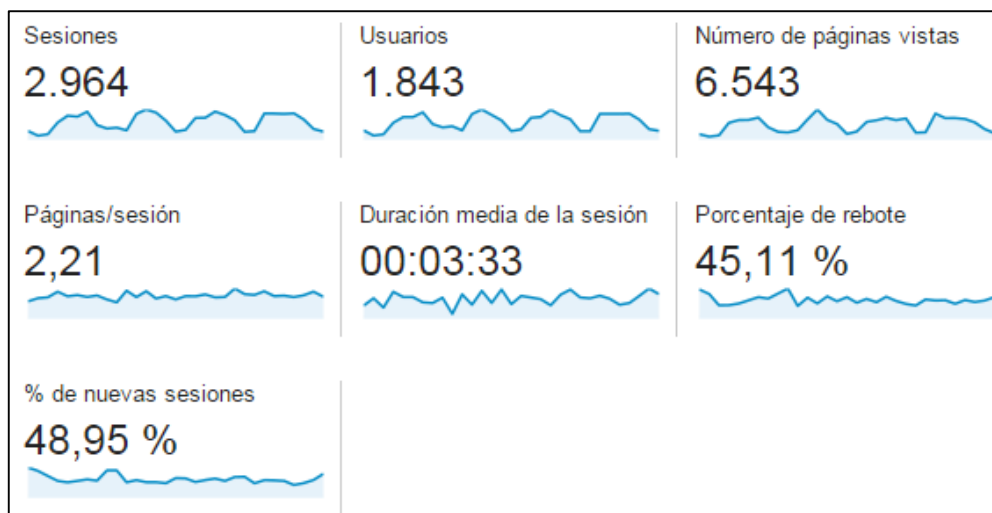 Sesiones
2.964
Usuarios
1.843
Número de páginas vistas
6.543
Páginas/sesión
2,21
Duración media de la sesión
00:03:33
Porcentaje de rebote
45,11 %
% de nuevas sesiones
48,95 %